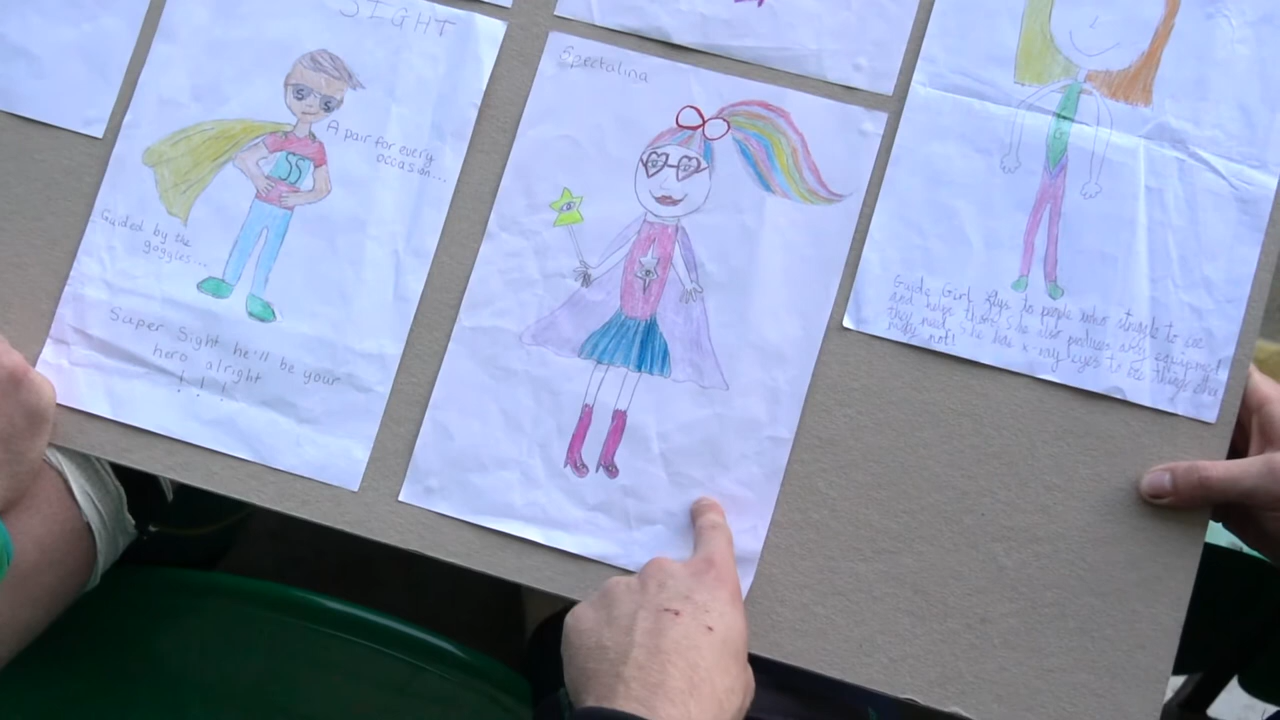 SIGHT
A pair for every
occasion...
SS
Guided by the
goggles...
Super Sight he'll be your
hero alright
! ! !
Spectalina
G
Guide Girl flys to people who struggle to see
and helps them. She also produces any equipment
they need. She has x-ray eyes to see things others
might not!